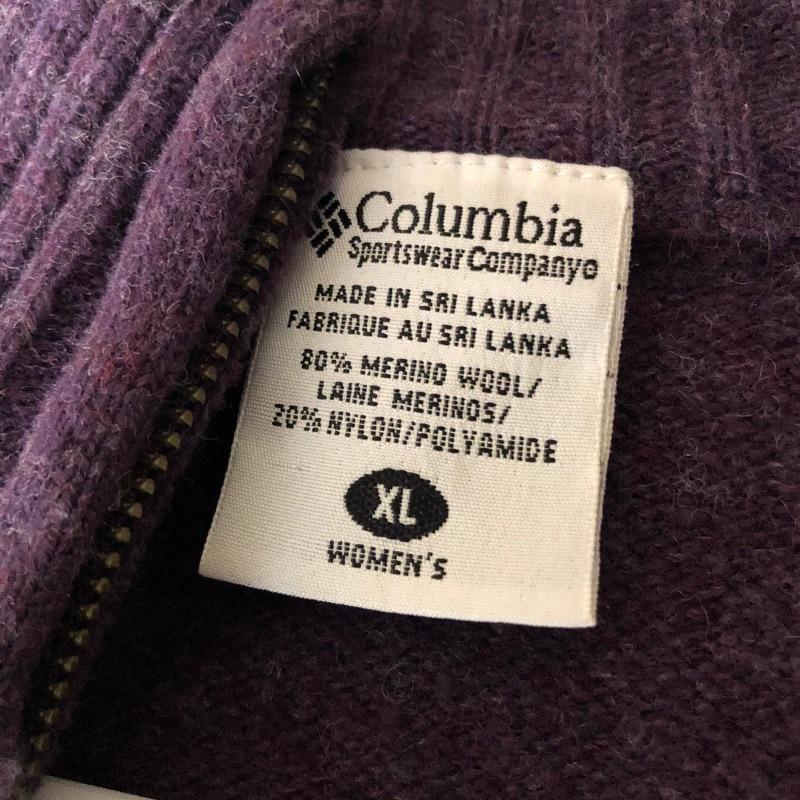 Columbia
Sportswear Company®
MADE IN SRI LANKA
FABRIQUE AU SRI LANKA
80% MERINO WOOL/
LAINE MERINOS/
20% NYLON/POLYAMIDE
XL
WOMEN'S